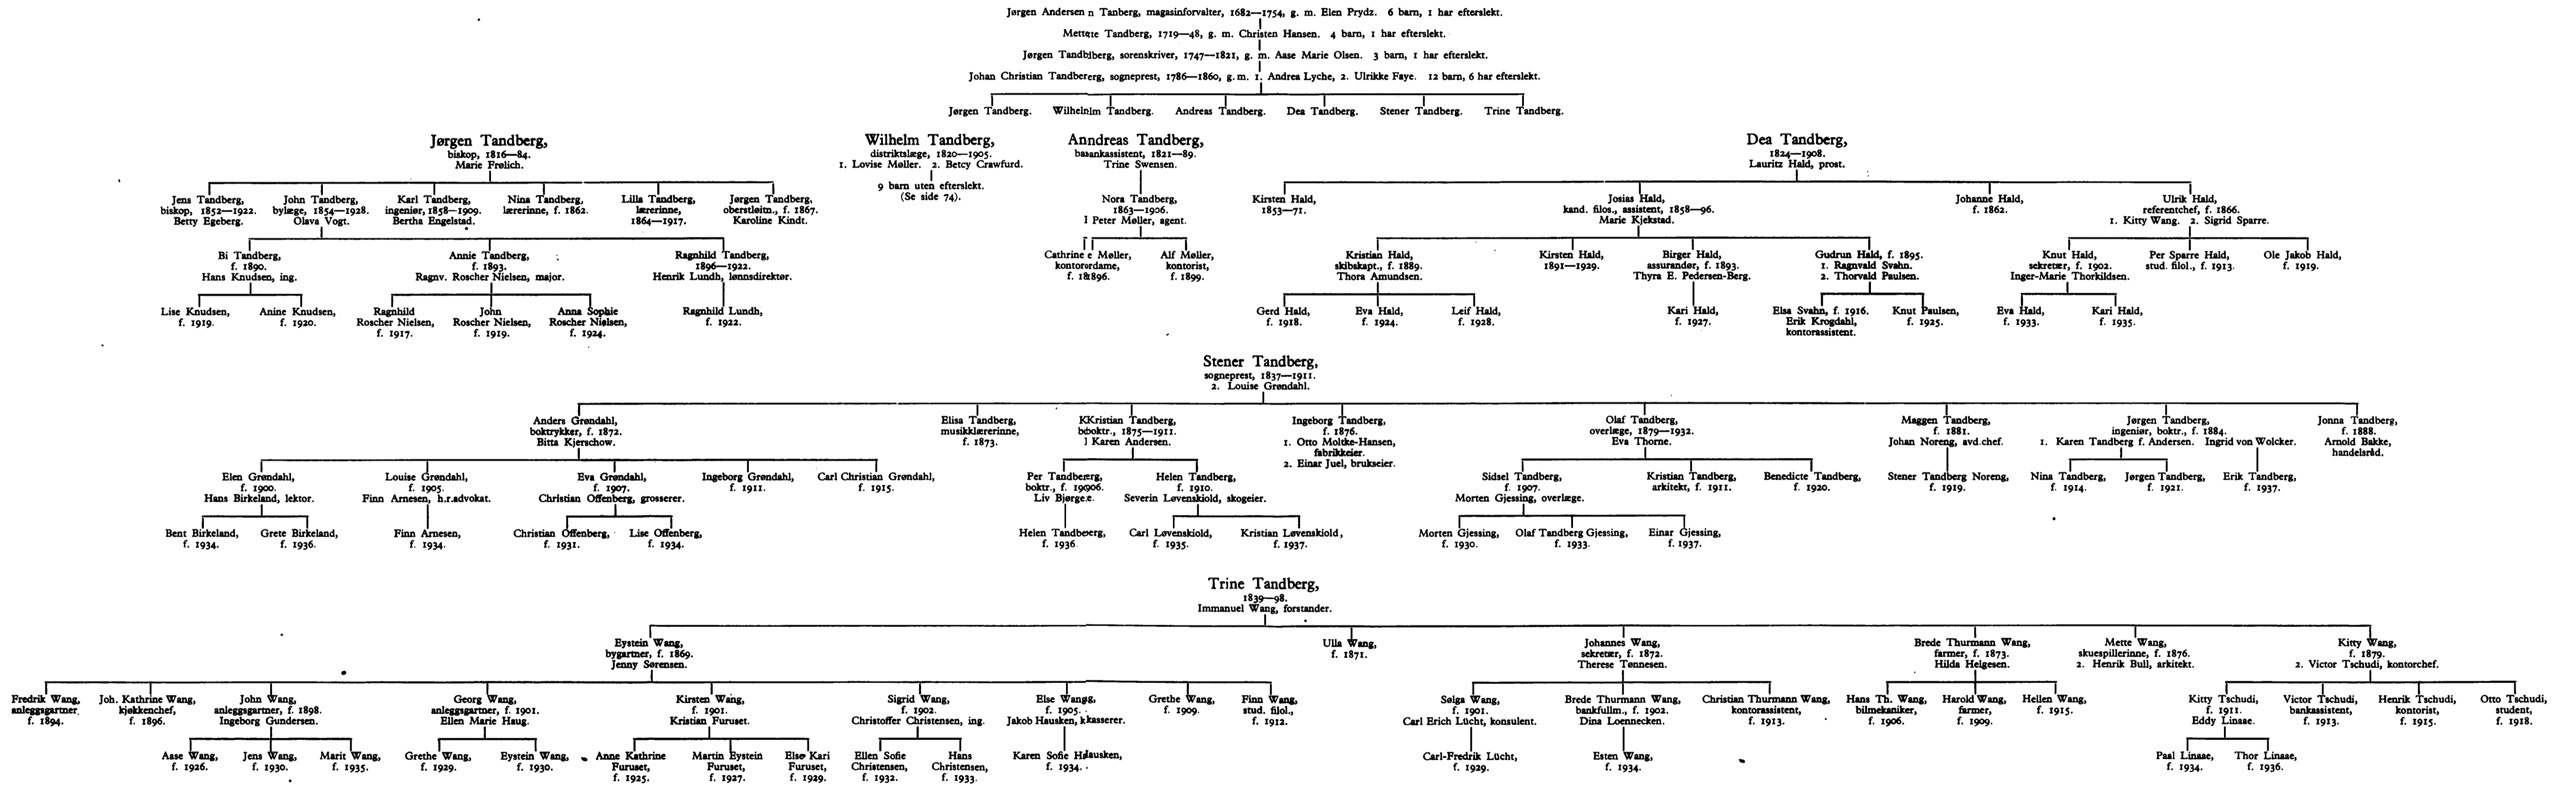 Jørgen Andersen n Tanberg, magasinforvalter, 1682—1754, g. m. Elen Prydz. 6 barn, 1 har efterslekt.
Mettete Tandberg, 1719—48, g. m. Christen Hansen. 4 barn, 1 har efterslekt.
Jørgen Tandbberg, sorenskriver, 1747—1821, g. m. Aase Marie Olsen. 3 barn, 1 har efterslekt.
Johan Christian Tandbererg, sogneprest, 1786—1860, g. m. 1. Andrea Lyche, 2. Ulrikke Faye. 12 barn, 6 har efterslekt.
Jørgen Tandberg. Wilhelm Tandberg. Andreas Tandberg. Dea Tandberg. Stener Tandberg. Trine Tandberg.
Jørgen Tandberg,
biskop, 1816—84.
Marie Frølich.
Wilhelm Tandberg,
distriktslæge, 1820—1905.
1. Lovise Møller. 2. Betcy Crawfurd.
9 barn uten efterslekt.
(Se side 74).
Anndreas Tandberg,
baankassistent, 1821—89.
Trine Swensen.
Dea Tandberg,
1824—1908.
Lauritz Hald, prost.
Jens Tandberg,
biskop, 1852—1922.
Betty Egeberg.
John Tandberg,
bylæge, 1854—1928.
Olava Vogt.
Karl Tandberg,
ingeniør, 1858—1909.
Bertha Engelstad.
Nina Tandberg,
lærerinne, f. 1862.
Lilla Tandberg,
lærerinne,
1864—1917.
Jørgen Tandberg,
oberstløitn., f. 1867.
Karoline Kindt.
Nora Tandberg,
1863—1906.
Peter Møller, agent.
Kirsten Hald,
1853—71.
Josias Hald,
kand. filos., assistent, 1858—96.
Marie Kjekstad.
Johanne Hald,
f. 1862.
Ulrik Hald,
referentchef, f. 1866.
1. Kitty Wang. 2. Sigrid Sparre.
Bi Tandberg,
f. 1890.
Hans Knudsen, ing.
Annie Tandberg,
f. 1893.
Ragnv. Roscher Nielsen, major.
Ragnhild Tandberg,
1896—1922.
Henrik Lundh, lønnsdirektør.
Cathrine e Møller,
kontorordame,
f. 18896.
Alf Møller,
kontorist,
f. 1899.
Kristian Hald,
skibskapt., f. 1889.
Thora Amundsen.
Kirsten Hald,
1891—1929.
Birger Hald,
assurandør, f. 1893.
Thyra E. Pedersen-Berg.
Gudrun Hald, f. 1895.
1. Ragnvald Svahn.
2. Thorvald Paulsen.
Knut Hald,
sekretær, f. 1902.
Inger-Marie Thorkildsen.
Per Sparre Hald,
stud. filol., f. 1913.
Ole Jakob Hald,
f. 1919.
Lise Knudsen,
f. 1919.
Anine Knudsen,
f. 1920.
Ragnhild
Roscher Nielsen,
f. 1917.
John
Roscher Nielsen,
f. 1919.
Anna Sophie
Roscher Nielsen,
f. 1924.
Ragnhild Lundh,
f. 1922.
Gerd Hald,
f. 1918.
Eva Hald,
f. 1924.
Leif Hald,
f. 1928.
Kari Hald,
f. 1927.
Elsa Svahn, f. 1916.
Erik Krogdahl,
kontorassistent.
Knut Paulsen,
f. 1925.
Eva Hald,
f. 1933.
Kari Hald,
f. 1935.
Stener Tandberg,
sogneprest, 1837—1911.
2. Louise Grøndahl.
Anders Grøndahl,
boktrykker, f. 1872.
Bitta Kjerschow.
Elisa Tandberg,
musikklærerinne,
f. 1873.
KKristian Tandberg,
bboktr., 1875—1911.
Karen Andersen.
Ingeborg Tandberg,
f. 1876.
1. Otto Moltke-Hansen,
fabrikkeier.
2. Einar Juel, brukseier.
Olaf Tandberg,
overlæge, 1879—1932.
Eva Thorne.
Maggen Tandberg,
f. 1881.
Johan Noreng, avd.chef.
Jørgen Tandberg,
ingeniør, boktr., f. 1884.
1. Karen Tandberg f. Andersen. Ingrid von Wolcker.
Jonna Tandberg,
f. 1888.
Arnold Bakke,
handelsråd.
Elen Grøndahl,
f. 1900.
Hans Birkeland, lektor.
Louise Grøndahl,
f. 1905.
Finn Arnesen, h.r.advokat.
Eva Grøndahl,
f. 1907.
Christian Offenberg, grosserer.
Ingeborg Grøndahl,
f. 1911.
Carl Christian Grøndahl,
f. 1915.
Per Tandbeerg,
boktr., f. 190906.
Liv Bjørge.e.
Helen Tandberg,
f. 1910.
Severin Løvenskiold, skogeier.
Sidsel Tandberg,
f. 1907.
Morten Gjessing, overlæge.
Kristian Tandberg,
arkitekt, f. 1911.
Benedicte Tandberg,
f. 1920.
Stener Tandberg Noreng,
f. 1919.
Nina Tandberg,
f. 1914.
Jørgen Tandberg,
f. 1921.
Erik Tandberg,
f. 1937.
Bent Birkeland,
f. 1934.
Grete Birkeland,
f. 1936.
Finn Arnesen,
f. 1934.
Christian Offenberg,
f. 1931.
Lise Offenberg,
f. 1934.
Helen Tandbeerg,
f. 1936.
Carl Løvenskiold,
f. 1935.
Kristian Løvenskiold,
f. 1937.
Morten Gjessing,
f. 1930.
Olaf Tandberg Gjessing,
f. 1933.
Einar Gjessing,
f. 1937.
Trine Tandberg,
1839—98.
Immanuel Wang, forstander.
Eystein Wang,
bygartner, f. 1869.
Jenny Sørensen.
Ulla Wang,
f. 1871.
Johannes Wang,
sekretær, f. 1872.
Therese Tønnesen.
Brede Thurmann Wang,
farmer, f. 1873.
Hilda Helgesen.
Mette Wang,
skuespillerinne, f. 1876.
2. Henrik Bull, arkitekt.
Kitty Wang,
f. 1879.
2. Victor Tschudi, kontorchef.
Fredrik Wang,
anleggsgartner,
f. 1894.
Joh. Kathrine Wang,
kjøkkenchef,
f. 1896.
John Wang,
anleggsgartner, f. 1898.
Ingeborg Gundersen.
Georg Wang,
anleggsgartner, f. 1901.
Ellen Marie Haug.
Kirsten Wang,
f. 1901.
Kristian Furuset.
Sigrid Wang,
f. 1902.
Christoffer Christensen, ing.
Else Wangg,
f. 1905.
Jakob Hausken, kkasserer.
Grethe Wang,
f. 1909.
Finn Wang,
stud. filol.,
f. 1912.
Sølga Wang,
f. 1901.
Carl Erich Lücht, konsulent.
Brede Thurmann Wang,
bankfullm., f. 1902.
Dina Loennecken.
Christian Thurmann Wang,
kontorassistent,
f. 1913.
Hans Th. Wang,
bilmekaniker,
f. 1906.
Harold Wang,
farmer,
f. 1909.
Hellen Wang,
f. 1915.
Kitty Tschudi,
f. 1911.
Eddy Linaae.
Victor Tschudi,
bankassistent,
f. 1913.
Henrik Tschudi,
kontorist,
f. 1915.
Otto Tschudi,
student,
f. 1918.
Aase Wang,
f. 1926.
Jens Wang,
f. 1930.
Marit Wang,
f. 1935.
Grethe Wang,
f. 1929.
Eystein Wang,
f. 1930.
Anne Kathrine
Furuset,
f. 1925.
Martin Eystein
Furuset,
f. 1927.
Else Kari
Furuset,
f. 1929.
Ellen Sofie
Christensen,
f. 1932.
Hans
Christensen,
f. 1933.
Karen Sofie Hausken,
f. 1934.
Carl-Fredrik Lücht,
f. 1929.
Esten Wang,
f. 1934.
Paal Linaae,
f. 1934.
Thor Linaae,
f. 1936.